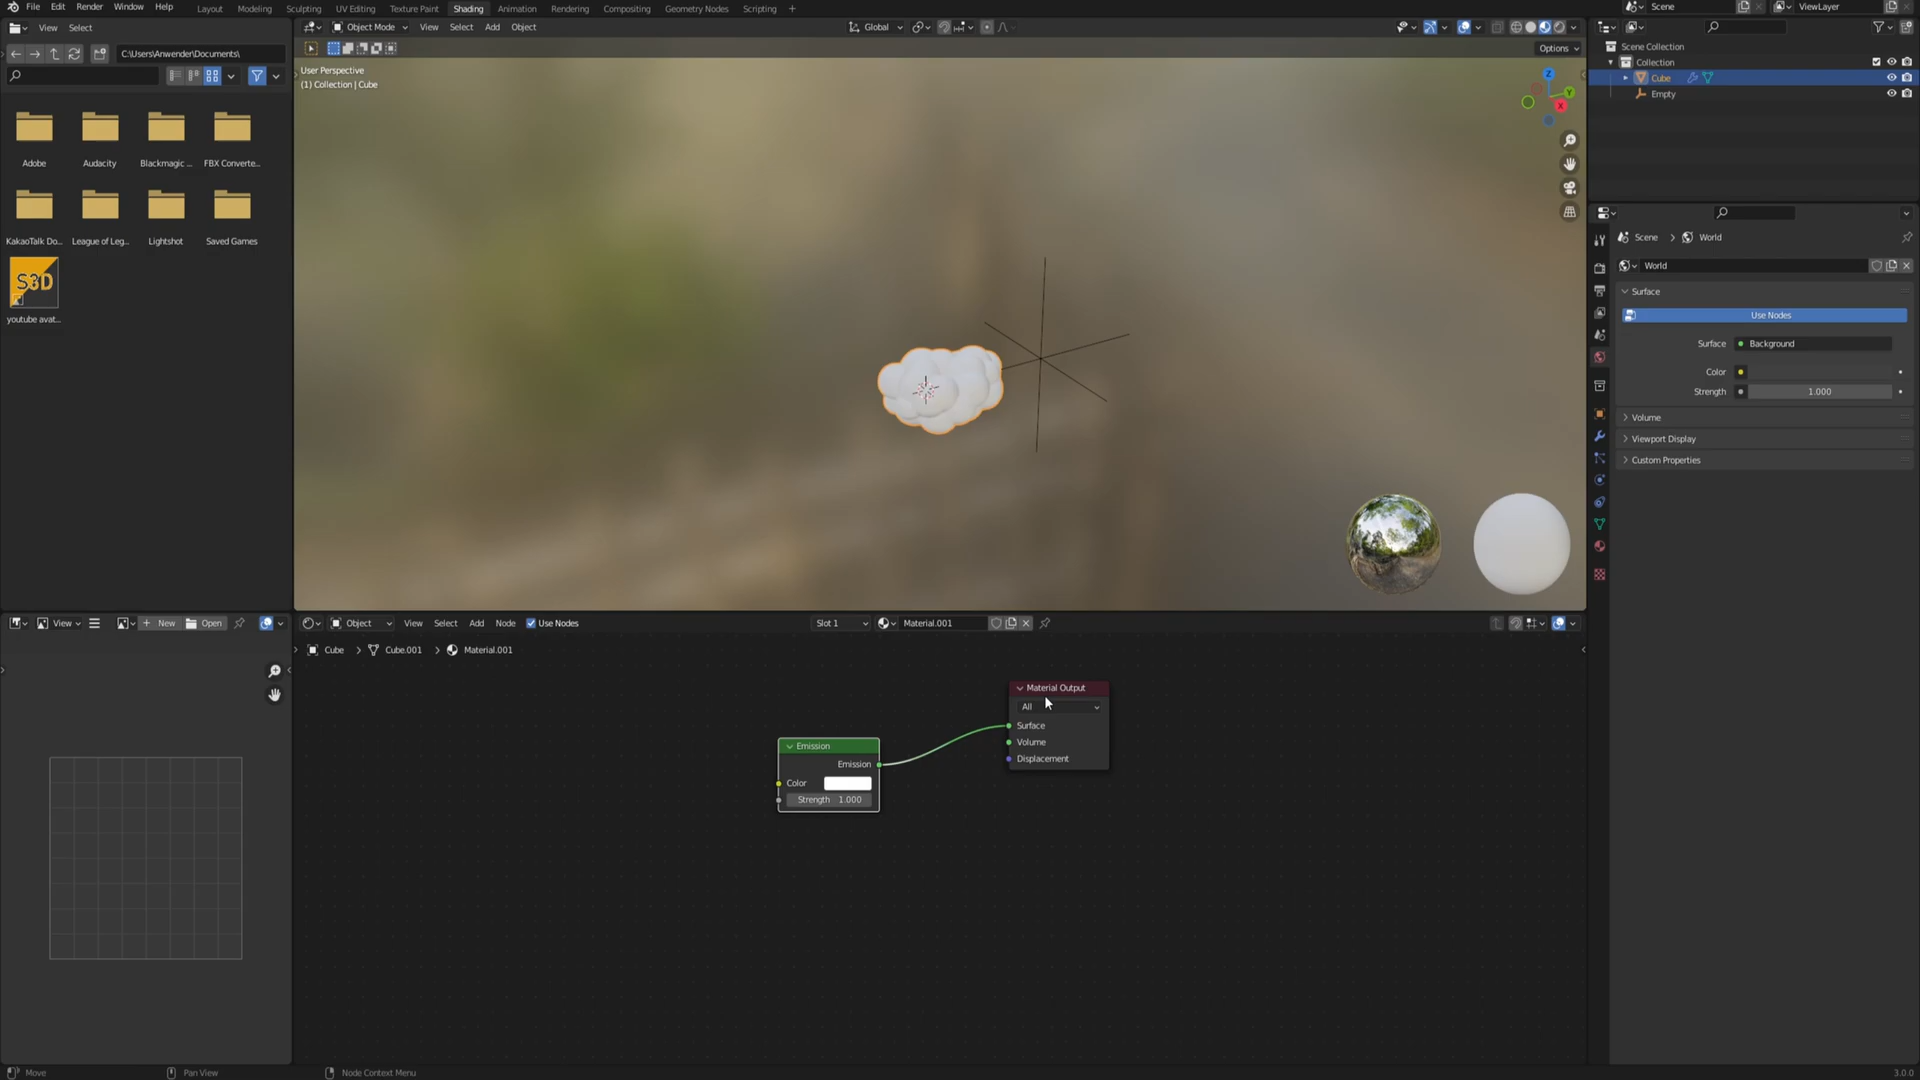 File Edit Render Window Help Layout Modeling Sculpting UV Editing Texture Paint Shading Animation Rendering Compositing Geometry Nodes Scripting + Scene ViewLayer
View Select
Object Mode View Select Add Object Global
C:\Users\Anwender\Documents\
Options
User Perspective
(1) Collection | Cube
Z
Y
X
Adobe Audacity Blackmagic ... FBX Converte...
KakaoTalk Do... League of Leg... Lightshot Saved Games
S3D
youtube avat...
Scene Collection
Collection
Cube
Empty
Scene > World
World
Surface
Use Nodes
Surface Background
Color
Strength 1.000
Volume
Viewport Display
Custom Properties
View + New Open
Object View Select Add Node Use Nodes Slot 1 Material.001
Cube > Cube.001 > Material.001
Material Output
All
Surface
Volume
Displacement
Emission
Emission
Color
Strength 1.000
Move Pan View Node Context Menu 3.0.0